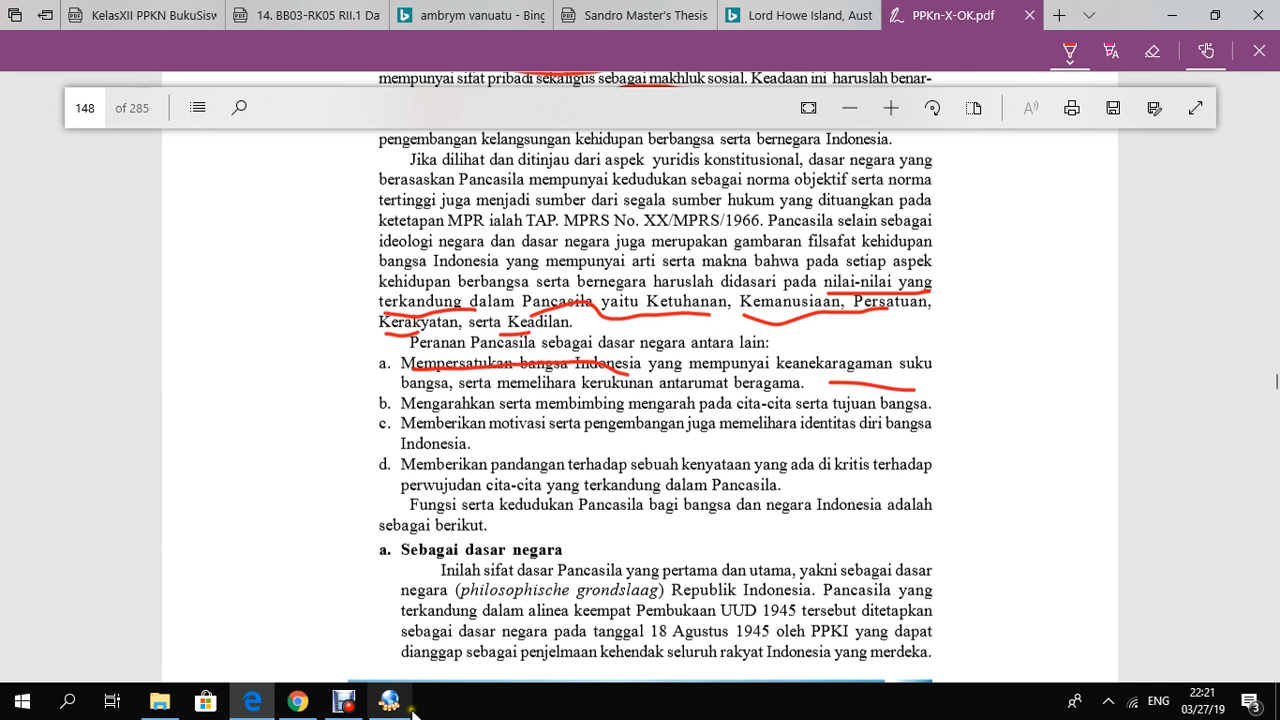 KelasXII PPKN BukuSisw
14. BB03-RK05 RII.1 Da
ambrym vanuatu - Bing
Sandro Master's Thesis
Lord Howe Island, Aust
PPKn-X-OK.pdf
mempunyai sifat pribadi sekaligus sebagai makhluk sosial. Keadaan ini haruslah benar-
148 of 285
pengembangan kelangsungan kehidupan berbangsa serta bernegara Indonesia.
Jika dilihat dan ditinjau dari aspek yuridis konstitusional, dasar negara yang
berasaskan Pancasila mempunyai kedudukan sebagai norma objektif serta norma
tertinggi juga menjadi sumber dari segala sumber hukum yang dituangkan pada
ketetapan MPR ialah TAP. MPRS No. XX/MPRS/1966. Pancasila selain sebagai
ideologi negara dan dasar negara juga merupakan gambaran filsafat kehidupan
bangsa Indonesia yang mempunyai arti serta makna bahwa pada setiap aspek
kehidupan berbangsa serta bernegara haruslah didasari pada nilai-nilai yang
terkandung dalam Pancasila yaitu Ketuhanan, Kemanusiaan, Persatuan,
Kerakyatan, serta Keadilan.
Peranan Pancasila sebagai dasar negara antara lain:
a. Mempersatukan bangsa Indonesia yang mempunyai keanekaragaman suku
bangsa, serta memelihara kerukunan antarumat beragama.
b. Mengarahkan serta membimbing mengarah pada cita-cita serta tujuan bangsa.
c. Memberikan motivasi serta pengembangan juga memelihara identitas diri bangsa
Indonesia.
d. Memberikan pandangan terhadap sebuah kenyataan yang ada di kritis terhadap
perwujudan cita-cita yang terkandung dalam Pancasila.
Fungsi serta kedudukan Pancasila bagi bangsa dan negara Indonesia adalah
sebagai berikut.
a. Sebagai dasar negara
Inilah sifat dasar Pancasila yang pertama dan utama, yakni sebagai dasar
negara (philosophische grondslaag) Republik Indonesia. Pancasila yang
terkandung dalam alinea keempat Pembukaan UUD 1945 tersebut ditetapkan
sebagai dasar negara pada tanggal 18 Agustus 1945 oleh PPKI yang dapat
dianggap sebagai penjelmaan kehendak seluruh rakyat Indonesia yang merdeka.
ENG
22:21
03/27/19
3